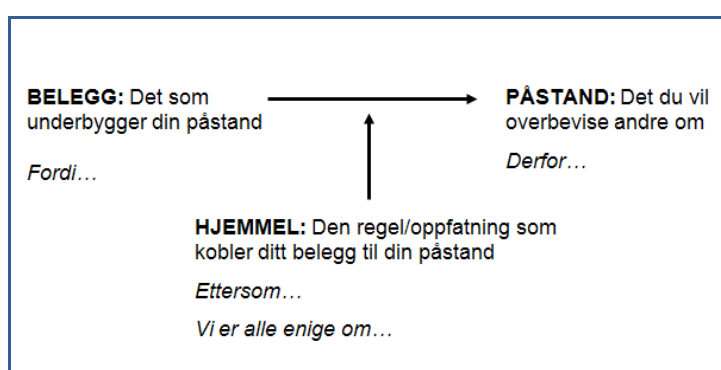 BELEGG: Det som
underbygger din påstand
Fordi…
PÅSTAND: Det du vil
overbevise andre om
Derfor…
HJEMMEL: Den regel/oppfatning som
kobler ditt belegg til din påstand
Ettersom…
Vi er alle enige om…